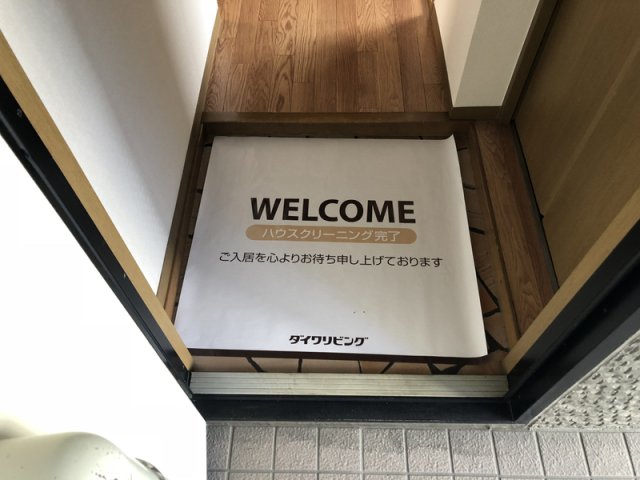 WELCOME
ハウスクリーニング完了
ご入居を心よりお待ち申し上げております
ダイワリビング